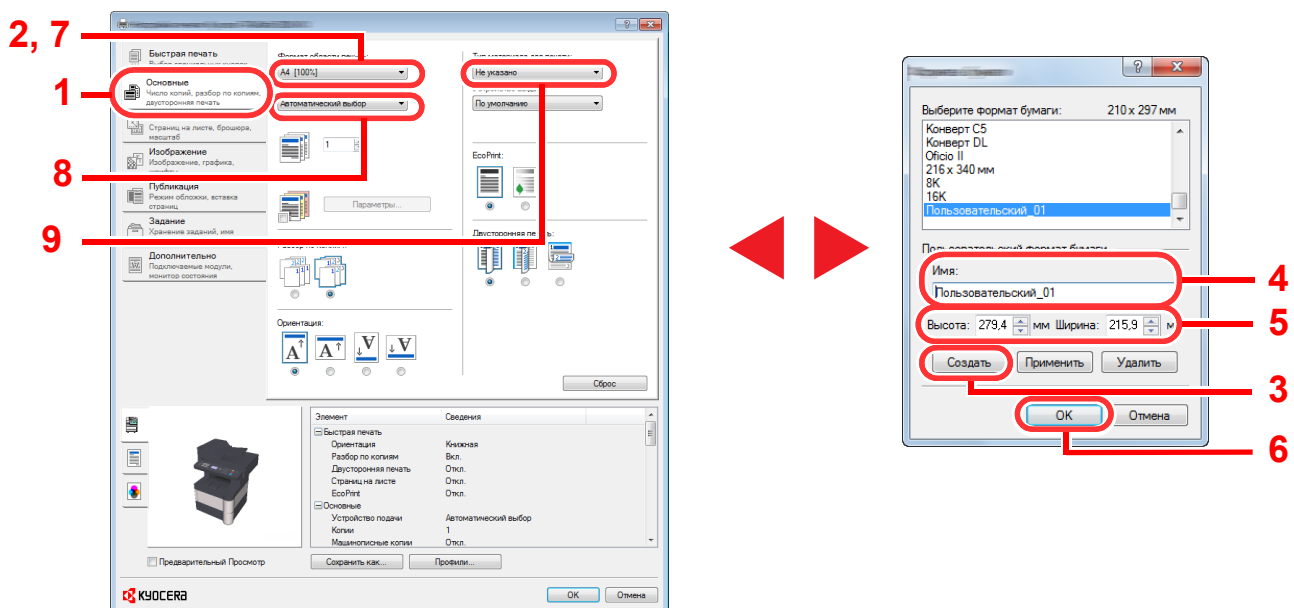 2, 7
1
8
9
Быстрая печать
Основные
Число копий, разбор по копиям,
двусторонняя печать
Страниц на листе, брошюра,
масштаб
Изображение
Изображение, графика,
Публикация
Режим обложки, вставка
страниц
Задание
Хранение заданий, имя
Дополнительно
Подключаемые модули,
монитор состояния
A4 [100%]
Автоматический выбор
1
Параметры...
Ориентация:
Не указано
По умолчанию
EcoPrint:
Двусторонняя печать:
Сброс
Элемент Сведения
Быстрая печать
Ориентация Книжная
Разбор по копиям Вкл.
Двусторонняя печать Откл.
Страниц на листе Откл.
EcoPrint Откл.
Основные
Устройство подачи Автоматический выбор
Копии 1
Машинописные копии Откл.
Предварительный Просмотр
Сохранить как...
Профили...
KYOCERA
OK
Отмена
Выберите формат бумаги: 210 x 297 мм
Конверт C5
Конверт DL
Oficio II
216 x 340 мм
8K
16K
Пользовательский_01
Пользовательский формат бумаги
Имя:
Пользовательский_01
Высота: 279,4 мм Ширина: 215,9 м
Создать
Применить
Удалить
OK
Отмена
4
5
3
6